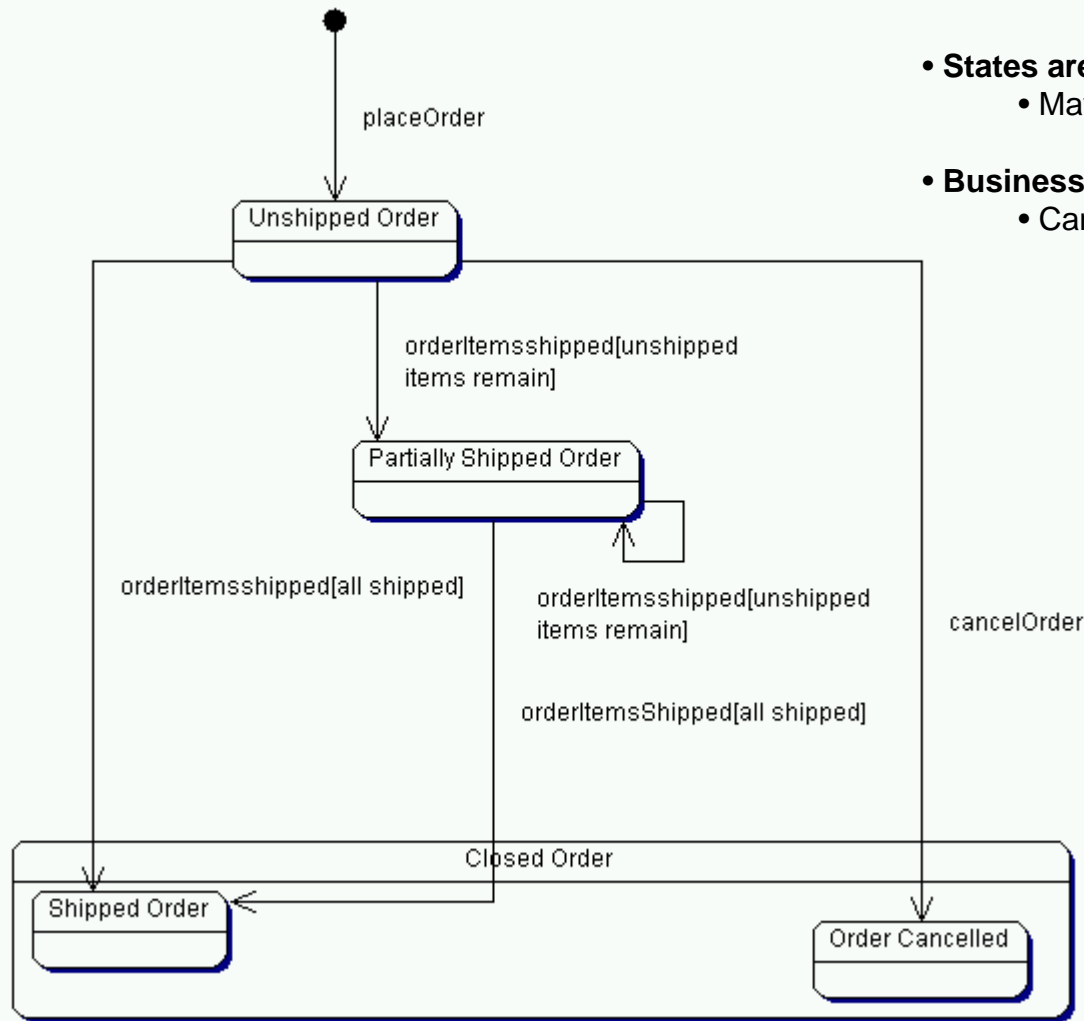 • States are
• Ma
• Business
• Can
placeOrder
Unshipped Order
orderItemsshipped[unshipped
items remain]
Partially Shipped Order
orderItemsshipped[all shipped]
orderItemsshipped[unshipped
items remain]
cancelOrder
orderItemsShipped[all shipped]
Closed Order
Shipped Order
Order Cancelled